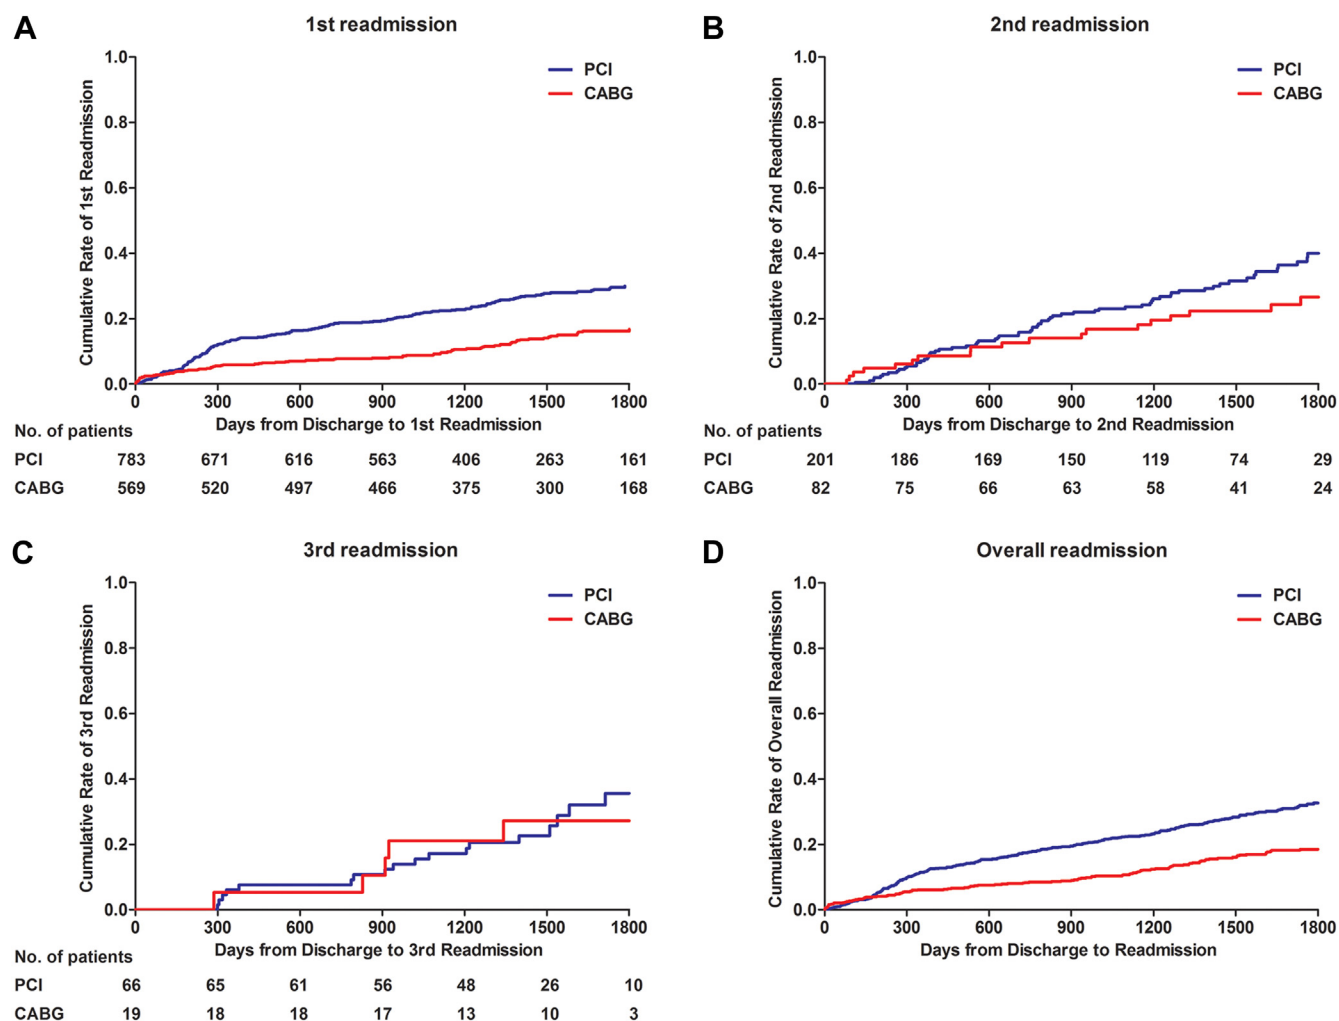 A
1st readmission
PCI
CABG
Cumulative Rate of 1st Readmission
1.0
0.8
0.6
0.4
0.2
0.0
0 300 600 900 1200 1500 1800
Days from Discharge to 1st Readmission
No. of patients
PCI 783 671 616 563 406 263 161
CABG 569 520 497 466 375 300 168
B
2nd readmission
PCI
CABG
Cumulative Rate of 2nd Readmission
1.0
0.8
0.6
0.4
0.2
0.0
0 300 600 900 1200 1500 1800
Days from Discharge to 2nd Readmission
No. of patients
PCI 201 186 169 150 119 74 29
CABG 82 75 66 63 58 41 24
C
3rd readmission
PCI
CABG
Cumulative Rate of 3rd Readmission
1.0
0.8
0.6
0.4
0.2
0.0
0 300 600 900 1200 1500 1800
Days from Discharge to 3rd Readmission
No. of patients
PCI 66 65 61 56 48 26 10
CABG 19 18 18 17 13 10 3
D
Overall readmission
PCI
CABG
Cumulative Rate of Overall Readmission
1.0
0.8
0.6
0.4
0.2
0.0
0 300 600 900 1200 1500 1800
Days from Discharge to Readmission